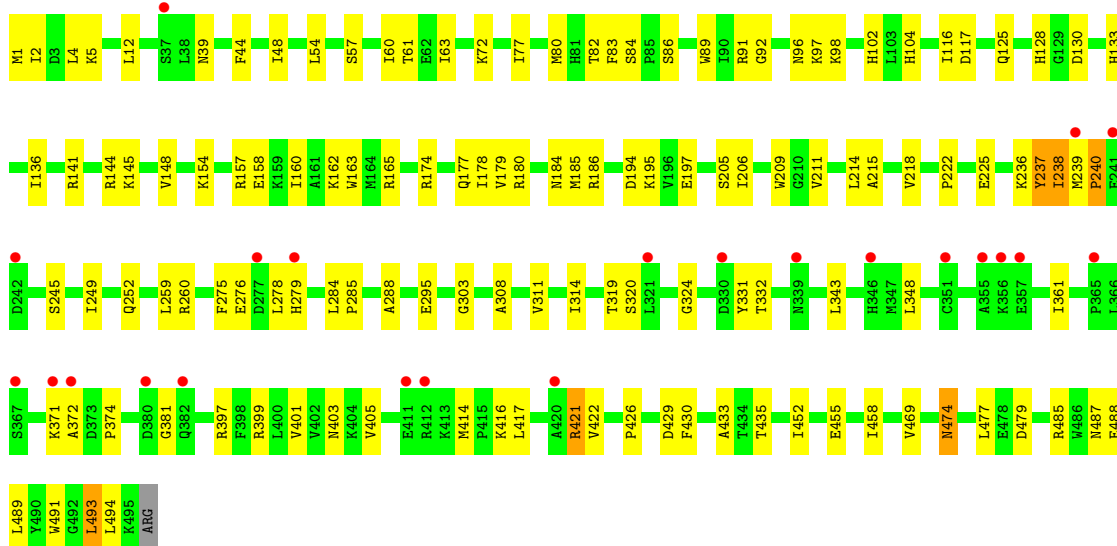 M1 I2 D3 L4 K5 L12 S37 L38 N39 F44 I48 L54 S57 I60 T61 E62 I63 K72 I77 M80 H81 T82 F83 S84 P85 S86 W89 I90 R91 G92 N96 K97 K98 H102 L103 H104 I116 D117 Q125 H128 G129 D130 H133
I136 R141 R144 K145 V148 K154 R157 E158 K159 I160 A161 K162 W163 M164 R165 R174 Q177 I178 V179 R180 N184 M185 R186 D194 K195 V196 E197 S205 I206 W209 G210 V211 L214 A215 V218 P222 E225 K236 Y237 I238 M239 P240 E241
D242 S245 I249 Q252 L259 R260 F275 E276 D277 L278 H279 L284 P285 A288 E295 G303 A308 V311 I314 T319 S320 L321 G324 D330 Y331 T332 N339 L343 H346 M347 L348 C351 A355 K356 E357 I361 P365 L366
S367 K371 A372 D373 P374 D380 G381 Q382 R397 F398 R399 L400 V401 V402 N403 K404 V405 E411 R412 K413 M414 P415 K416 L417 A420 R421 V422 P426 D429 F430 A433 T434 T435 I452 E455 I458 V469 N474 L477 E478 D479 R485 W486 N487 E488
L489 Y490 W491 G492 L493 L494 K495 ARG